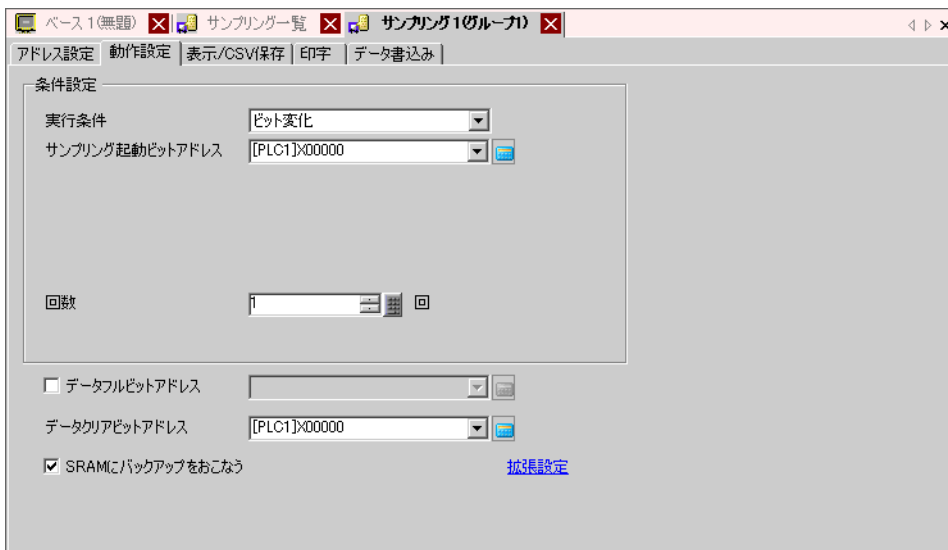 ベース 1(無題) サンプリング一覧 サンプリング1(グループ1)
アドレス設定 動作設定 表示/CSV保存 印字 データ書込み
条件設定
実行条件 ビット変化
サンプリング起動ビットアドレス [PLC1]X00000
回数 1 回
データフルビットアドレス
データクリアビットアドレス [PLC1]X00000
SRAMにバックアップをおこなう 拡張設定